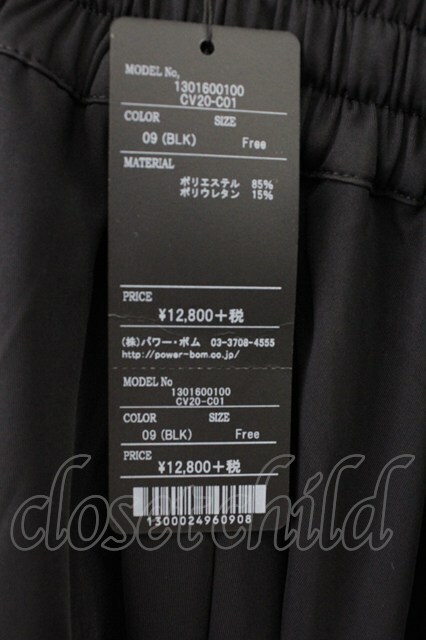 MODEL No,
1301600100
CV20-C01
COLOR SIZE
09 (BLK) Free
MATERIAL
ポリエステル 85%
ポリウレタン 15%
PRICE
¥12,800+税
(株)パワー・ボム 03-3708-4555
http://power-bom.co.jp/
MODEL No
1301600100
CV20-C01
COLOR SIZE
09 (BLK) Free
PRICE
¥12,800+税
1300024960908
closet child